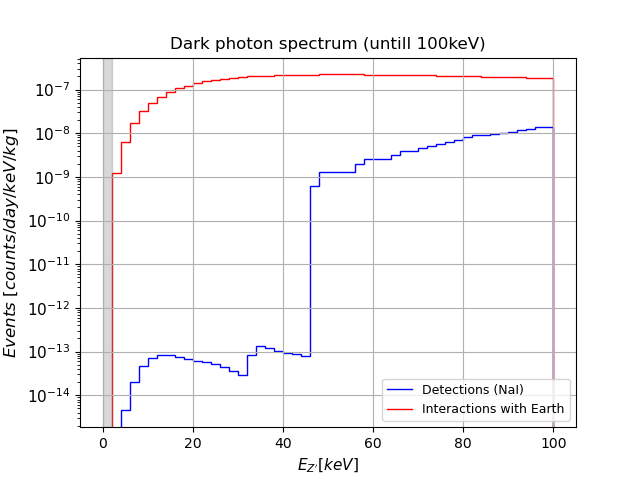 Dark photon spectrum (untill 100keV)
Events [counts/day/keV/kg]
10⁻⁷
10⁻⁸
10⁻⁹
10⁻¹⁰
10⁻¹¹
10⁻¹²
10⁻¹³
10⁻¹⁴
Detections (NaI)
Interactions with Earth
0 20 40 60 80 100
E_Z'[keV]